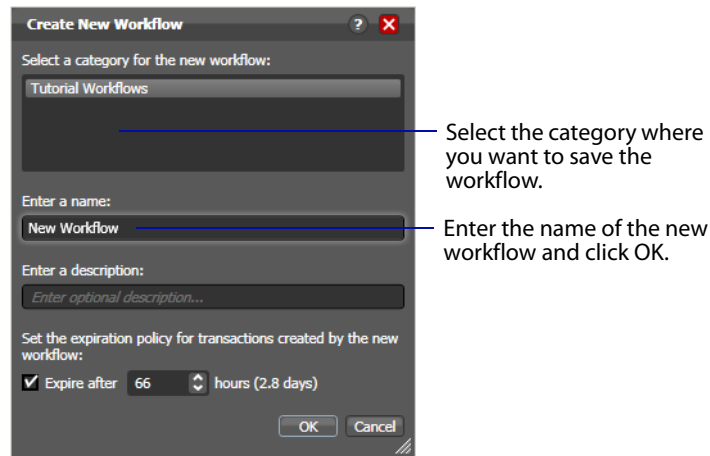 Create New Workflow
?
Select a category for the new workflow:
Tutorial Workflows
Select the category where
you want to save the
workflow.
Enter a name:
New Workflow
Enter the name of the new
workflow and click OK.
Enter a description:
Enter optional description...
Set the expiration policy for transactions created by the new
workflow:
Expire after 66 hours (2.8 days)
OK Cancel